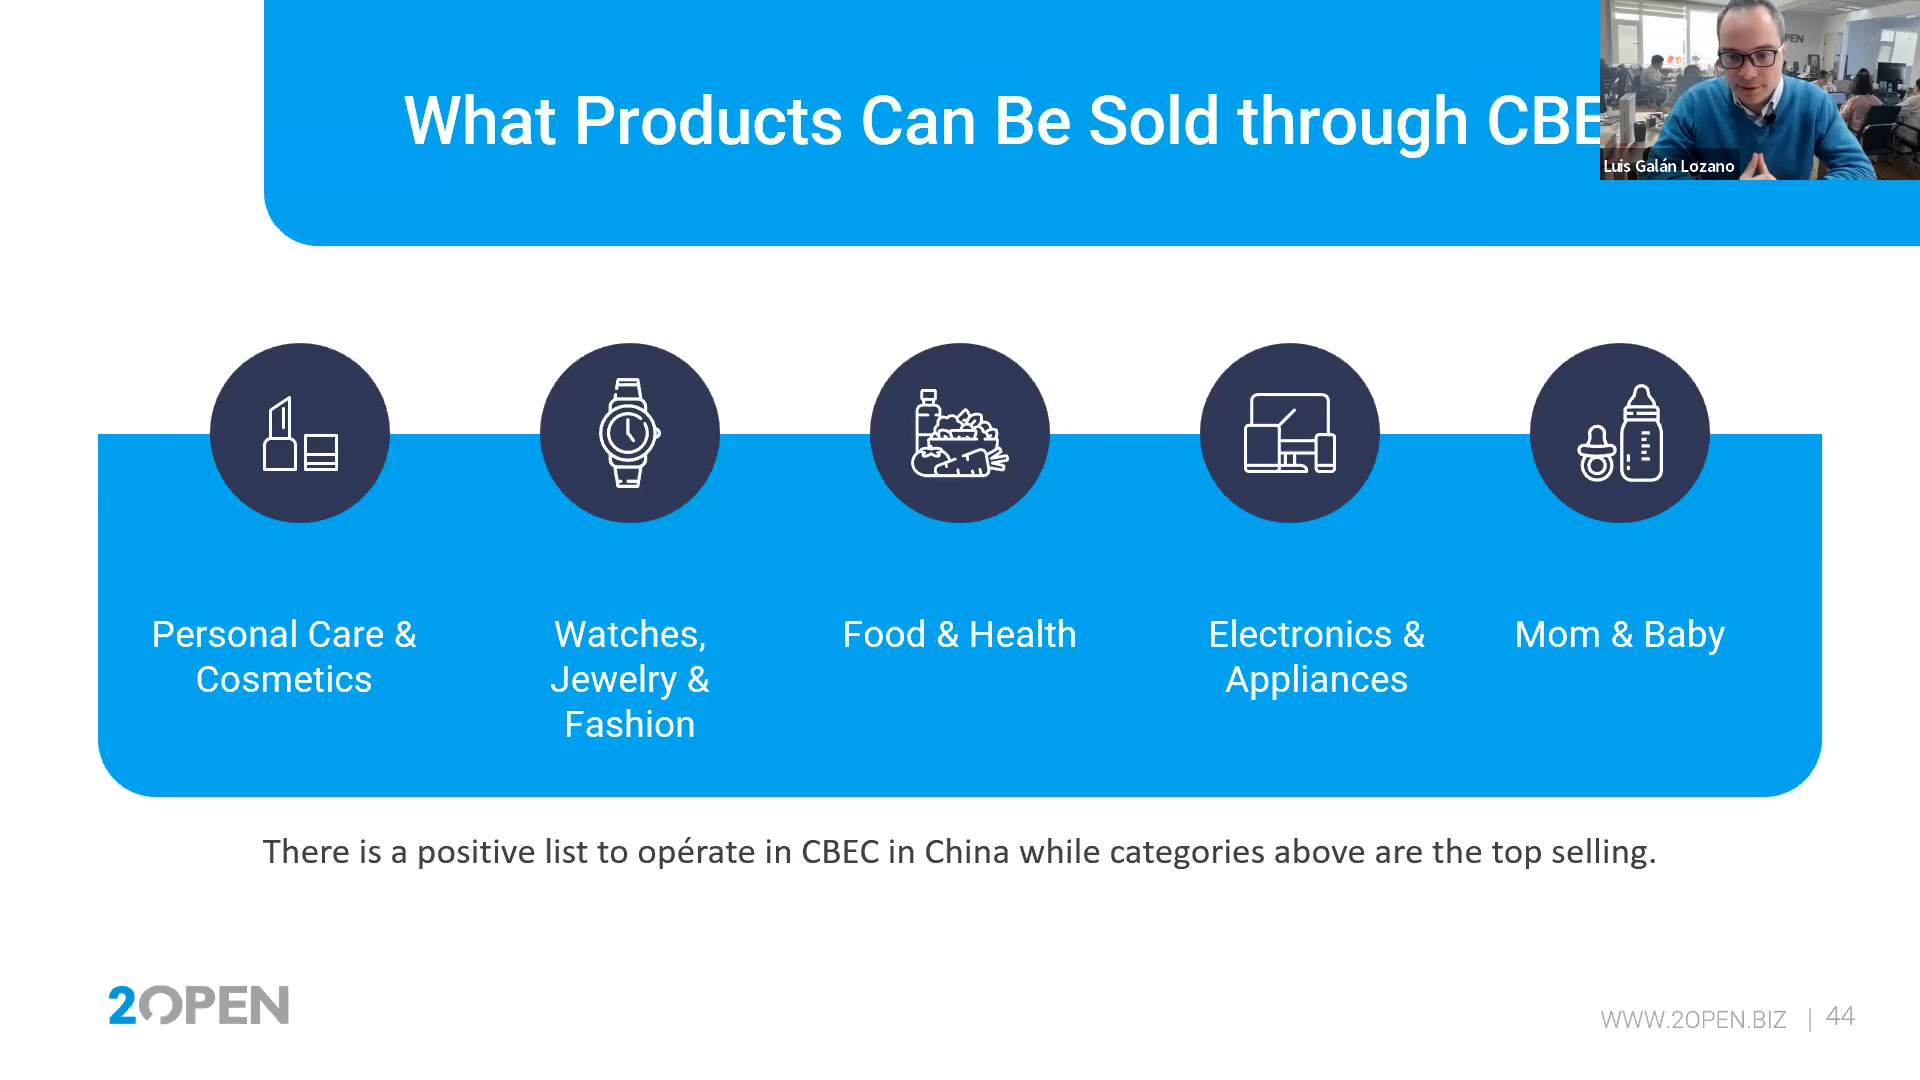 What Products Can Be Sold through CBE
PEN
Luis Galán Lozano
Personal Care &
Cosmetics
Watches,
Jewelry &
Fashion
Food & Health
Electronics &
Appliances
Mom & Baby
There is a positive list to opérate in CBEC in China while categories above are the top selling.
2OPEN
WWW.2OPEN.BIZ | 44